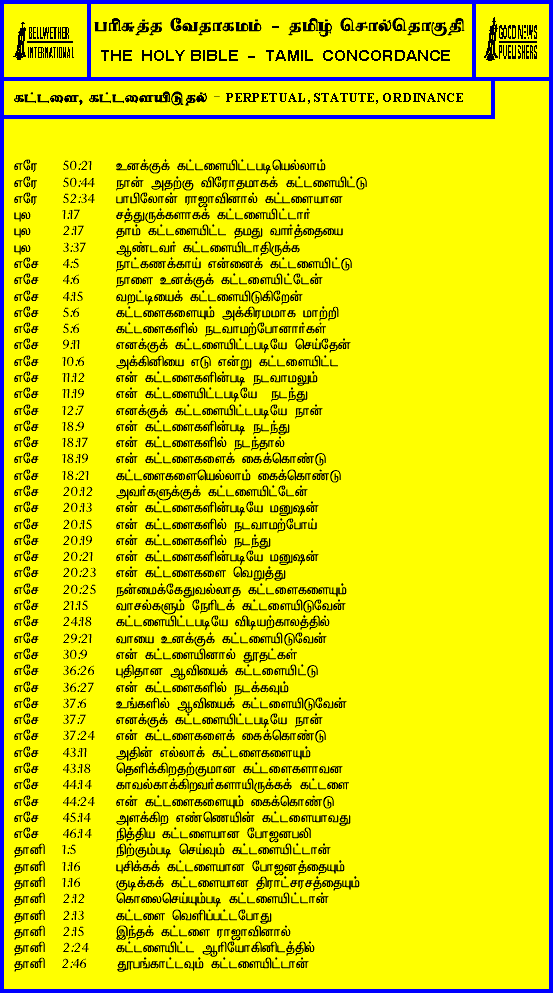 BELLWETHER
INTERNATIONAL
பரிசுத்த வேதாகமம் - தமிழ் சொல்தொகுதி
THE HOLY BIBLE - TAMIL CONCORDANCE
GOOD NEWS
PUBLISHERS
கட்டளை, கட்டளையிடுதல் - PERPETUAL, STATUTE, ORDINANCE
எரே 50:21 உனக்குக் கட்டளையிட்டபடியெல்லாம்
எரே 50:44 நான் அதற்கு விரோதமாகக் கட்டளையிட்டு
எரே 52:34 பாபிலோன் ராஜாவினால் கட்டளையான
புல 1:17 சத்துருக்களாகக் கட்டளையிட்டார்
புல 2:17 தாம் கட்டளையிட்ட தமது வார்த்தையை
புல 3:37 ஆண்டவர் கட்டளையிடாதிருக்க
எசே 4:5 நாட்கணக்காய் என்னைக் கட்டளையிட்டு
எசே 4:6 நாளை உனக்குக் கட்டளையிட்டேன்
எசே 4:15 வறட்டியைக் கட்டளையிடுகிறேன்
எசே 5:6 கட்டளைகளையும் அக்கிரமமாக மாற்றி
எசே 5:6 கட்டளைகளில் நடவாமற்போனார்கள்
எசே 9:11 எனக்குக் கட்டளையிட்டபடியே செய்தேன்
எசே 10:6 அக்கினியை எடு என்று கட்டளையிட்ட
எசே 11:12 என் கட்டளைகளின்படி நடவாமலும்
எசே 11:19 என் கட்டளையிட்டபடியே நடந்து
எசே 12:7 எனக்குக் கட்டளையிட்டபடியே நான்
எசே 18:9 என் கட்டளைகளின்படி நடந்து
எசே 18:17 என் கட்டளைகளில் நடந்தால்
எசே 18:19 என் கட்டளைகளைக் கைக்கொண்டு
எசே 18:21 கட்டளைகளையெல்லாம் கைக்கொண்டு
எசே 20:12 அவர்களுக்குக் கட்டளையிட்டேன்
எசே 20:13 என் கட்டளைகளின்படியே மனுஷன்
எசே 20:15 என் கட்டளைகளில் நடவாமற்போய்
எசே 20:19 என் கட்டளைகளில் நடந்து
எசே 20:21 என் கட்டளைகளின்படியே மனுஷன்
எசே 20:23 என் கட்டளைகளை வெறுத்து
எசே 20:25 நன்மைக்கேதுவல்லாத கட்டளைகளையும்
எசே 21:15 வாசல்களும் நேரிடக் கட்டளையிடுவேன்
எசே 24:18 கட்டளையிட்டபடியே விடியற்காலத்தில்
எசே 29:21 வாயை உனக்குக் கட்டளையிடுவேன்
எசே 30:9 என் கட்டளையினால் தூதட்கள்
எசே 36:26 புதிதான ஆவியைக் கட்டளையிட்டு
எசே 36:27 என் கட்டளைகளில் நடக்கவும்
எசே 37:6 உங்களில் ஆவியைக் கட்டளையிடுவேன்
எசே 37:7 எனக்குக் கட்டளையிட்டபடியே நான்
எசே 37:24 என் கட்டளைகளைக் கைக்கொண்டு
எசே 43:11 அதின் எல்லாக் கட்டளைகளையும்
எசே 43:18 தெளிக்கிறதற்குமான கட்டளைகளாவன
எசே 44:14 காவல்காக்கிறவர்களாயிருக்கக் கட்டளை
எசே 44:24 என் கட்டளைகளையும் கைக்கொண்டு
எசே 45:14 அளக்கிற எண்ணெயின் கட்டளையாவது
எசே 46:14 நித்திய கட்டளையான போஜனபலி
தானி 1:5 நிற்கும்படி செய்வும் கட்டளையிட்டான்
தானி 1:16 புசிக்கக் கட்டளையான போஜனத்தையும்
தானி 1:16 குடிக்கக் கட்டளையான திராட்சரசத்தையும்
தானி 2:12 கொலைசெய்யும்படி கட்டளையிட்டான்
தானி 2:13 கட்டளை வெளிப்பட்டபோது
தானி 2:15 இந்தக் கட்டளை ராஜாவினால்
தானி 2:24 கட்டளையிட்ட ஆரியோகினிடத்தில்
தானி 2:46 தூபங்காட்டவும் கட்டளையிட்டான்